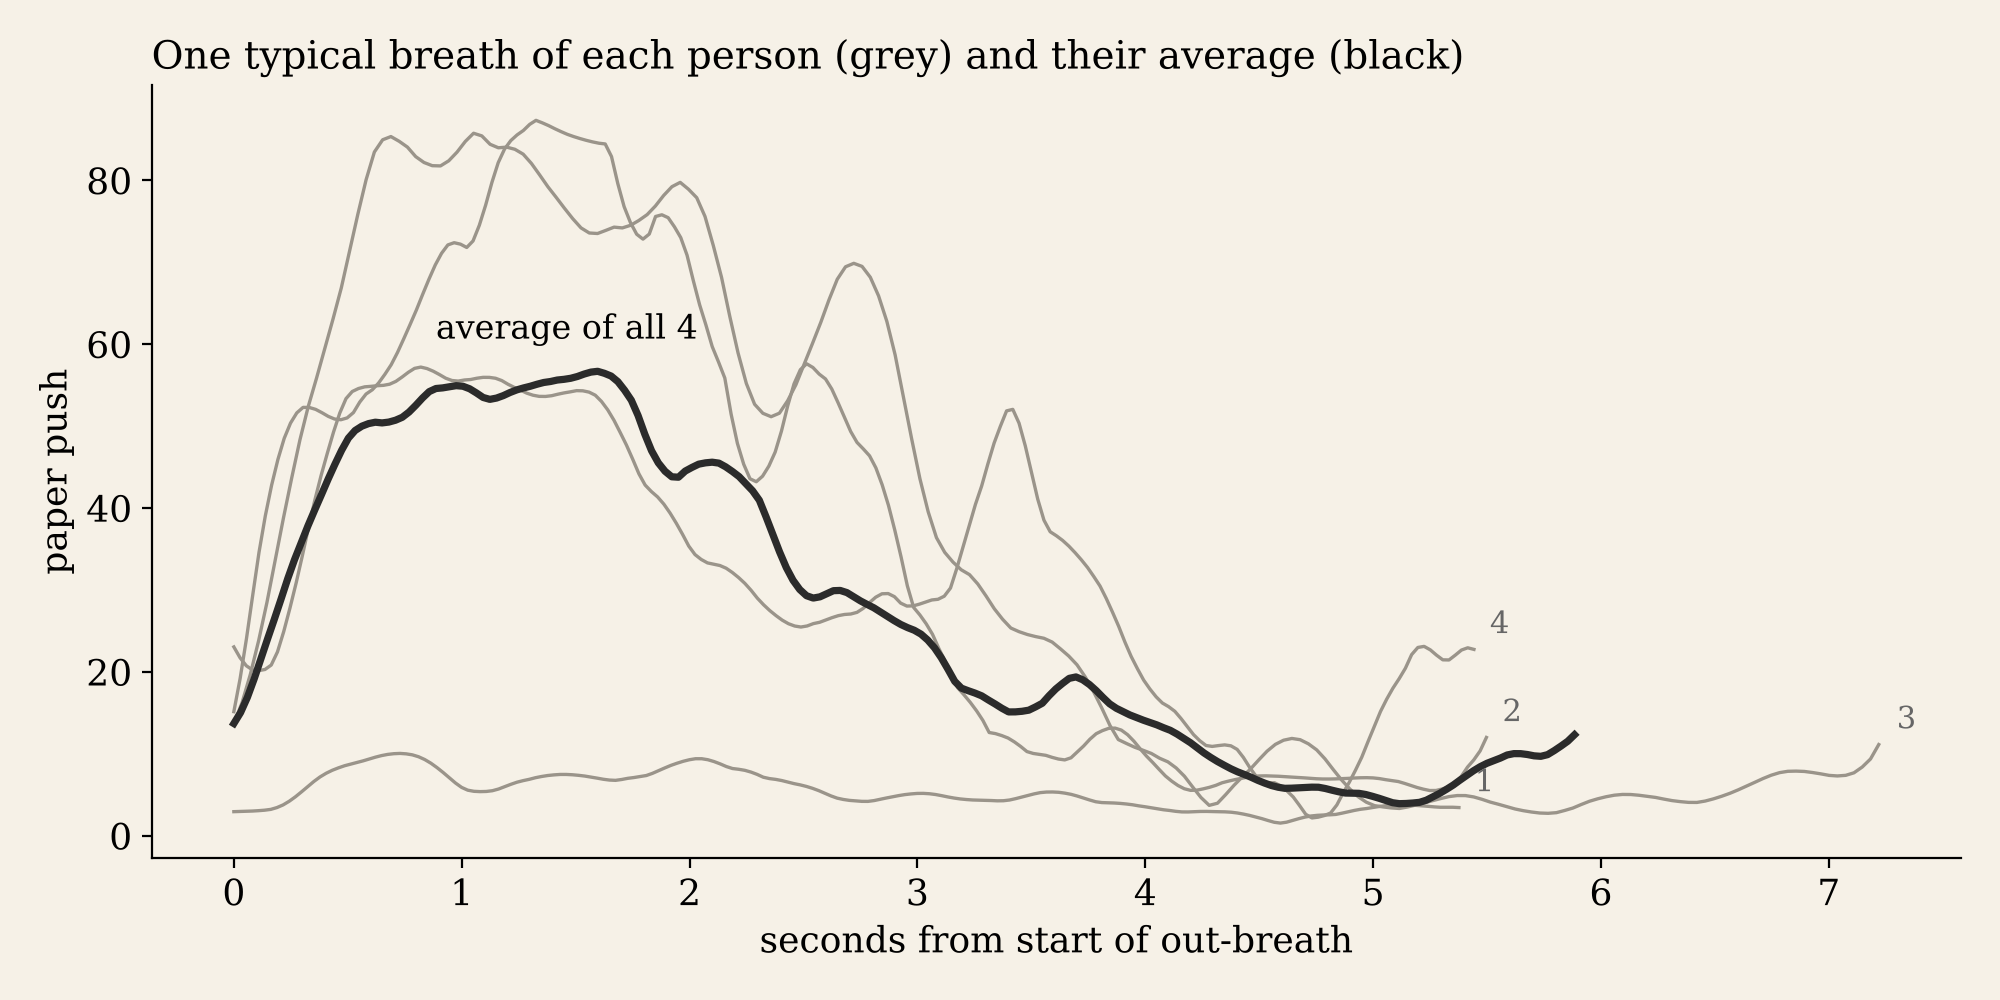 One typical breath of each person (grey) and their average (black)
average of all 4
paper push
80
60
40
20
0
4
2
3
1
0 1 2 3 4 5 6 7
seconds from start of out-breath